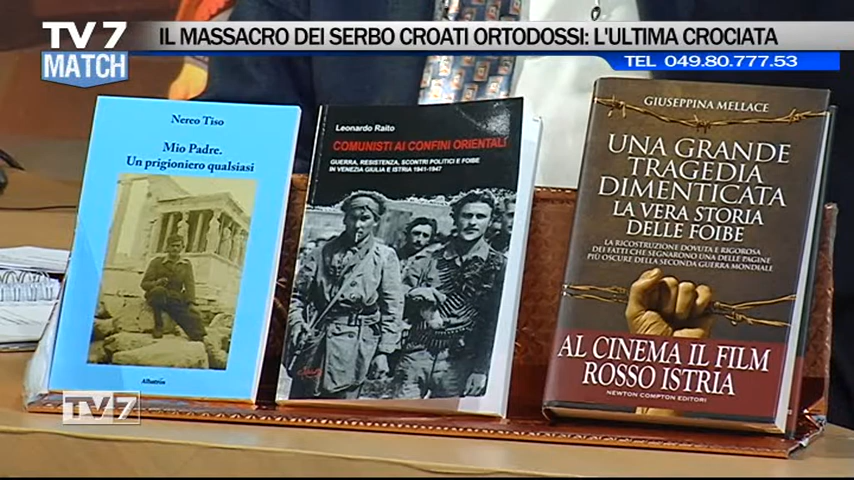 TV7
MATCH
IL MASSACRO DEI SERBO CROATI ORTODOSSI: L'ULTIMA CROCIATA
TEL 049.80.777.53
Nereo Tiso
Mio Padre.
Un prigioniero qualsiasi
Albatros
Leonardo Raito
COMUNISTI AI CONFINI ORIENTALI
GUERRA, RESISTENZA, SCONTRI POLITICI E FOIBE
IN VENEZIA GIULIA E ISTRIA 1941-1947
GIUSEPPINA MELLACE
UNA GRANDE
TRAGEDIA
DIMENTICATA
LA VERA STORIA
DELLE FOIBE
LA RICOSTRUZIONE DOVUTA E RIGOROSA
DEI FATTI CHE SEGNARONO UNA DELLE PAGINE
PIÙ OSCURE DELLA SECONDA GUERRA MONDIALE
AL CINEMA IL FILM
ROSSO ISTRIA
NEWTON COMPTON EDITORI
TV7
MATCH